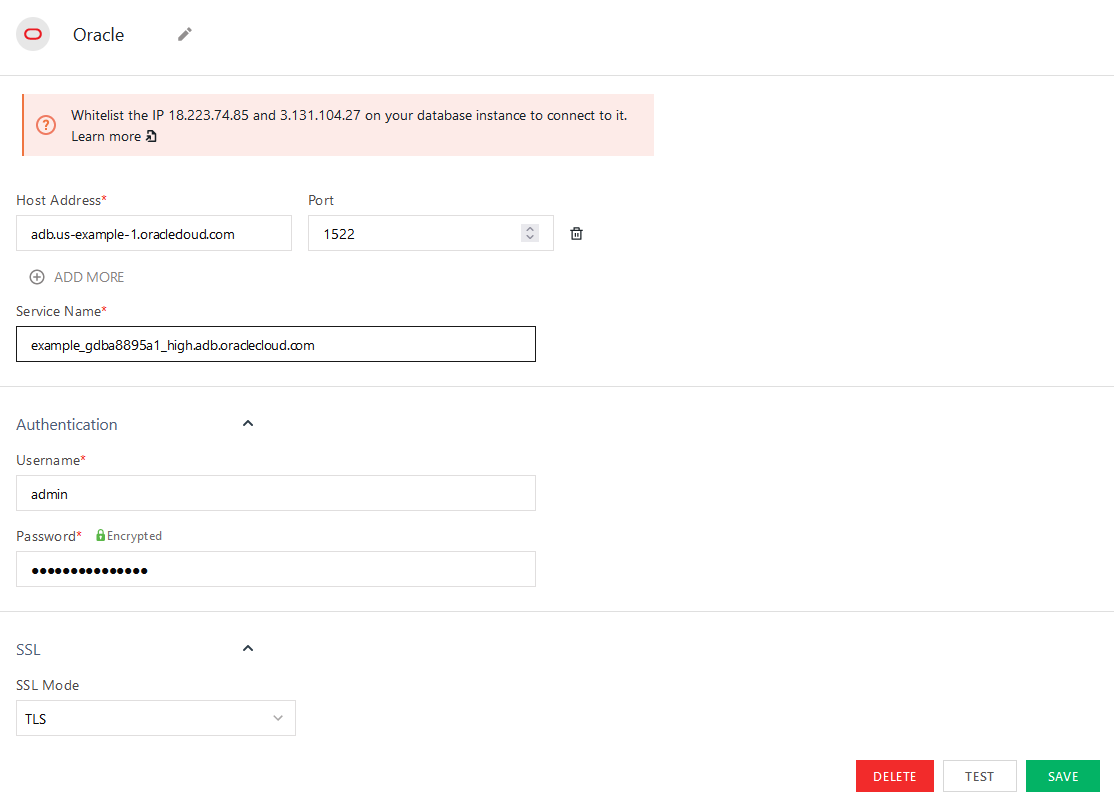 Oracle
Whitelist the IP 18.223.74.85 and 3.131.104.27 on your database instance to connect to it.
Learn more
Host Address*
Port
adb.us-example-1.oracledoud.com
1522
ADD MORE
Service Name*
example_gdba8895a1_high.adb.oraclecloud.com
Authentication
Username*
admin
Password*
Encrypted
SSL
SSL Mode
TLS
DELETE
TEST
SAVE